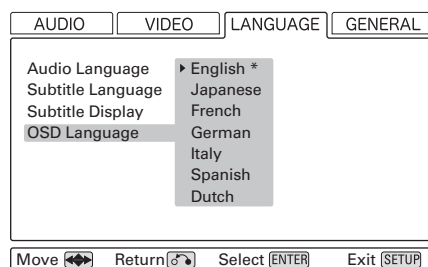 AUDIO VIDEO LANGUAGE GENERAL
Audio Language ▶ English *
Subtitle Language Japanese
Subtitle Display French
OSD Language German
Italy
Spanish
Dutch
Move Return Select ENTER Exit SETUP